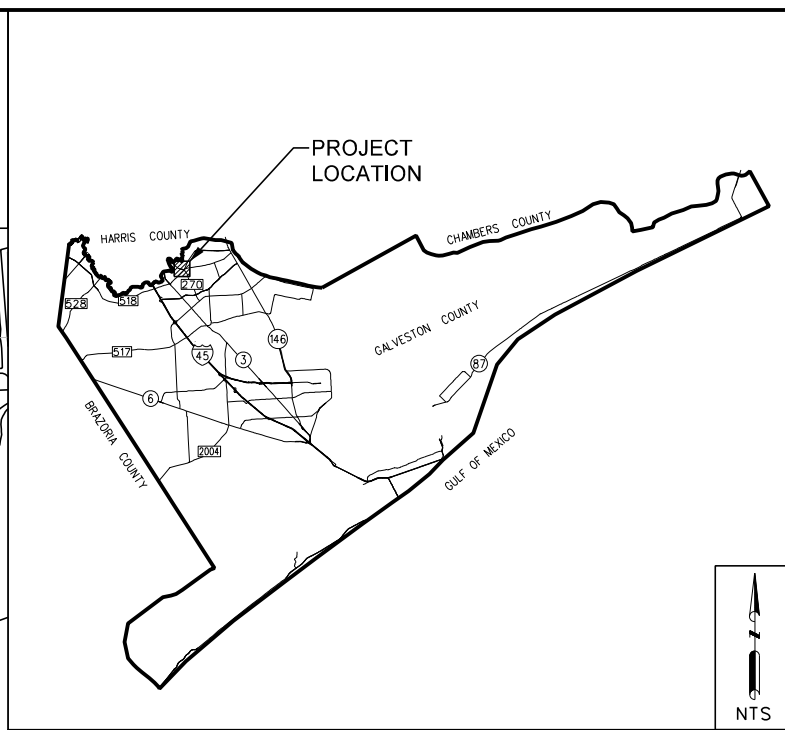 PROJECT
LOCATION
HARRIS COUNTY
CHAMBERS COUNTY
270
528
518
GALVESTON COUNTY
146
517
45
3
87
6
BRAZORIA COUNTY
2004
GULF OF MEXICO
N
NTS